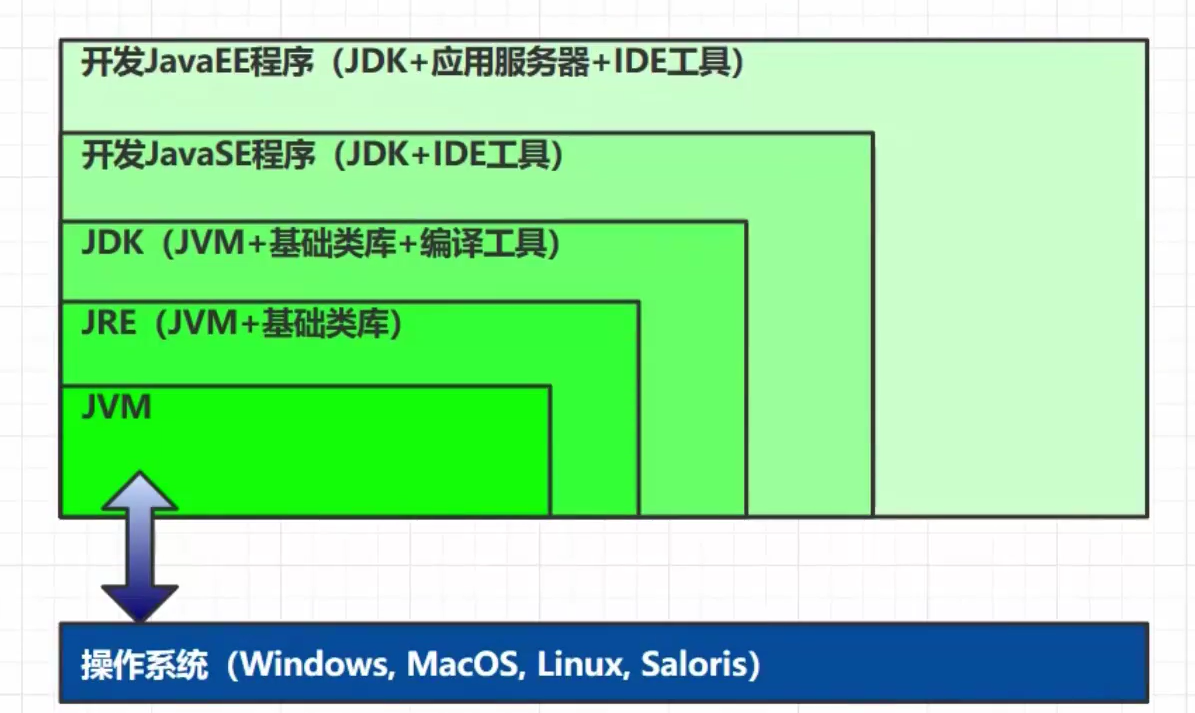 开发JavaEE程序（JDK+应用服务器+IDE工具）
开发JavaSE程序（JDK+IDE工具）
JDK（JVM+基础类库+编译工具）
JRE（JVM+基础类库）
JVM
操作系统（Windows, MacOS, Linux, Saloris）